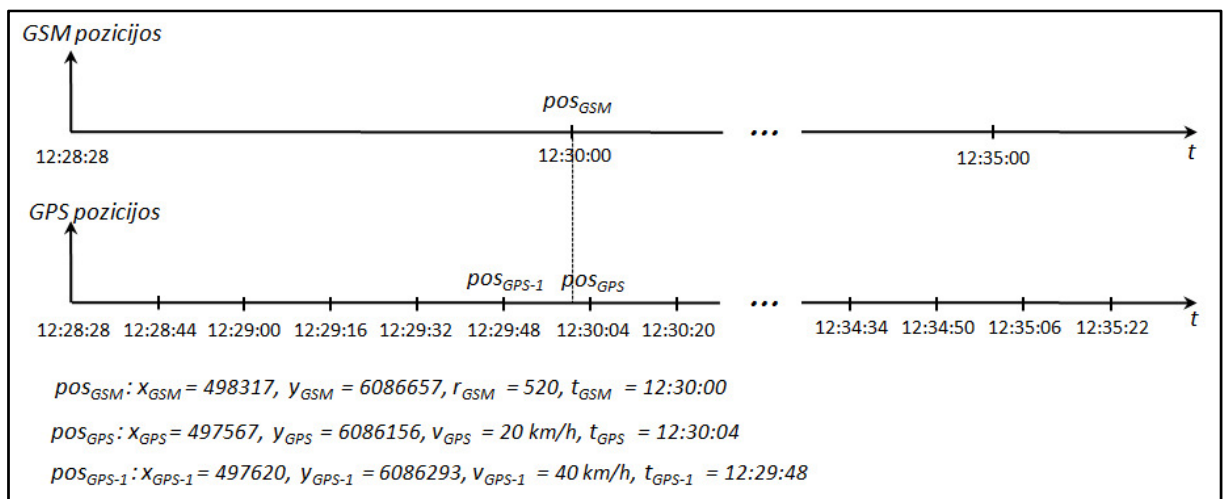 GSM pozicijos
pos_GSM
...
12:28:28 12:30:00 12:35:00 t
GPS pozicijos
pos_GPS-1 pos_GPS
...
12:28:28 12:28:44 12:29:00 12:29:16 12:29:32 12:29:48 12:30:04 12:30:20 12:34:34 12:34:50 12:35:06 12:35:22 t
pos_GSM: x_GSM = 498317, y_GSM = 6086657, r_GSM = 520, t_GSM = 12:30:00
pos_GPS: x_GPS = 497567, y_GPS = 6086156, v_GPS = 20 km/h, t_GPS = 12:30:04
pos_GPS-1: x_GPS-1 = 497620, y_GPS-1 = 6086293, v_GPS-1 = 40 km/h, t_GPS-1 = 12:29:48